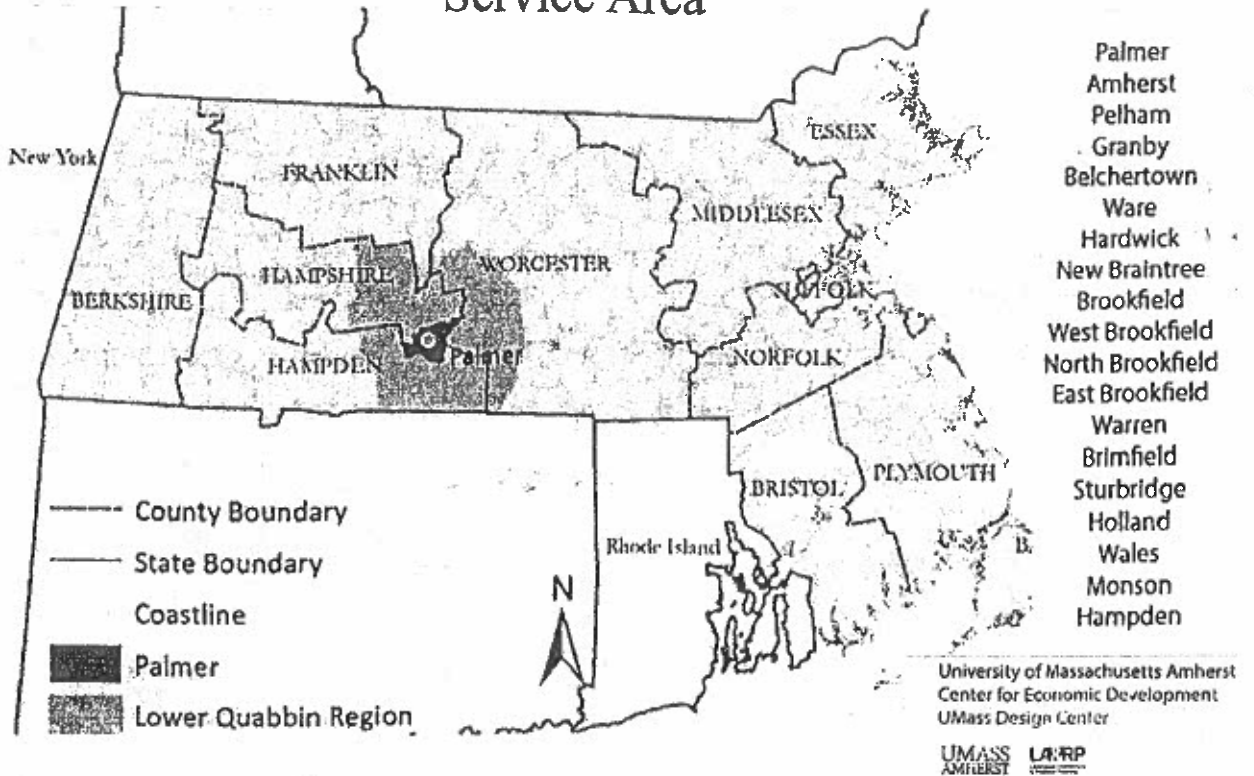 Service Area
New York
FRANKLIN
ESSEX
MIDDLESEX
HAMPSHIRE
WORCESTER
BERKSHIRE
HAMPDEN
Palmer
NORFOLK
BRISTOL
PLYMOUTH
Rhode Island
B.
N
County Boundary
State Boundary
Coastline
Palmer
Lower Quabbin Region
Palmer
Amherst
Pelham
Granby
Belchertown
Ware
Hardwick
New Braintree
Brookfield
West Brookfield
North Brookfield
East Brookfield
Warren
Brimfield
Sturbridge
Holland
Wales
Monson
Hampden
University of Massachusetts Amherst
Center for Economic Development
UMass Design Center
UMASS
AMHERST